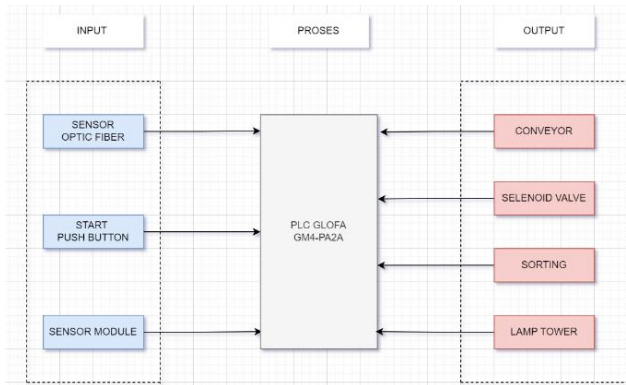 INPUT
PROSES
OUTPUT
SENSOR
OPTIC FIBER
START
PUSH BUTTON
SENSOR MODULE
PLC GLOFA
GM4-PA2A
CONVEYOR
SELENOID VALVE
SORTING
LAMP TOWER